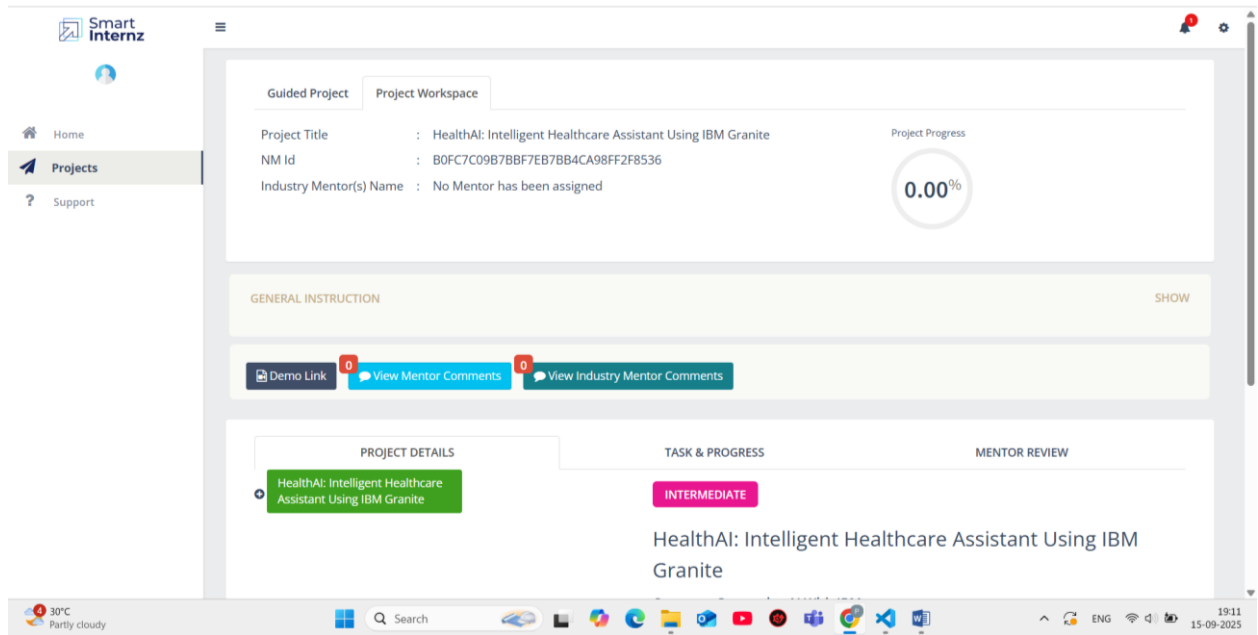 Smart
Internz
1
Home
Projects
Support
Guided Project
Project Workspace
Project Title : HealthAI: Intelligent Healthcare Assistant Using IBM Granite
NM Id : B0FC7C09B7BBF7EB7BB4CA98FF2F8536
Industry Mentor(s) Name : No Mentor has been assigned
Project Progress
0.00%
GENERAL INSTRUCTION
SHOW
Demo Link
0
View Mentor Comments
0
View Industry Mentor Comments
PROJECT DETAILS
TASK & PROGRESS
MENTOR REVIEW
HealthAI: Intelligent Healthcare
Assistant Using IBM Granite
INTERMEDIATE
HealthAI: Intelligent Healthcare Assistant Using IBM
Granite
4
30°C
Partly cloudy
Search
ENG
19:11
15-09-2025